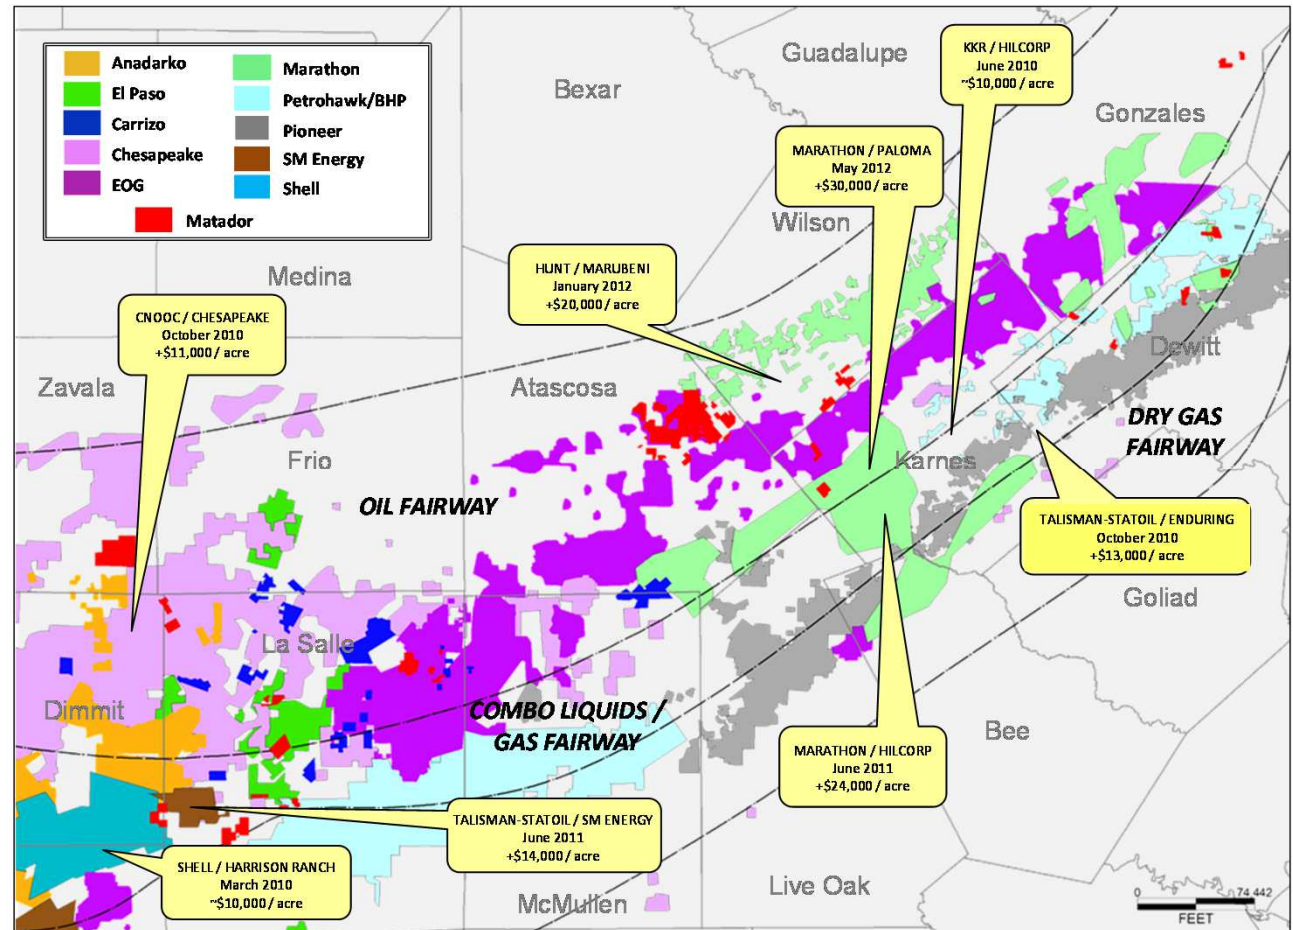 Anadarko
El Paso
Carrizo
Chesapeake
EOG
Marathon
Petrohawk/BHP
Pioneer
SM Energy
Shell
Matador
Guadalupe
Bexar
KKR / HILCORP
June 2010
~$10,000 / acre
Gonzales
MARATHON / PALOMA
May 2012
+$30,000 / acre
Wilson
Medina
HUNT / MARUBENI
January 2012
+$20,000 / acre
CNOOC / CHESAPEAKE
October 2010
+$11,000 / acre
Zavala
Atascosa
Dewitt
Frio
Karnes
DRY GAS
FAIRWAY
OIL FAIRWAY
TALISMAN-STATOIL / ENDURING
October 2010
+$13,000 / acre
Goliad
La Salle
Dimmit
COMBO LIQUIDS /
GAS FAIRWAY
Bee
MARATHON / HILCORP
June 2011
+$24,000 / acre
TALISMAN-STATOIL / SM ENERGY
June 2011
+$14,000 / acre
SHELL / HARRISON RANCH
March 2010
~$10,000 / acre
McMullen
Live Oak
0 74,442
FEET